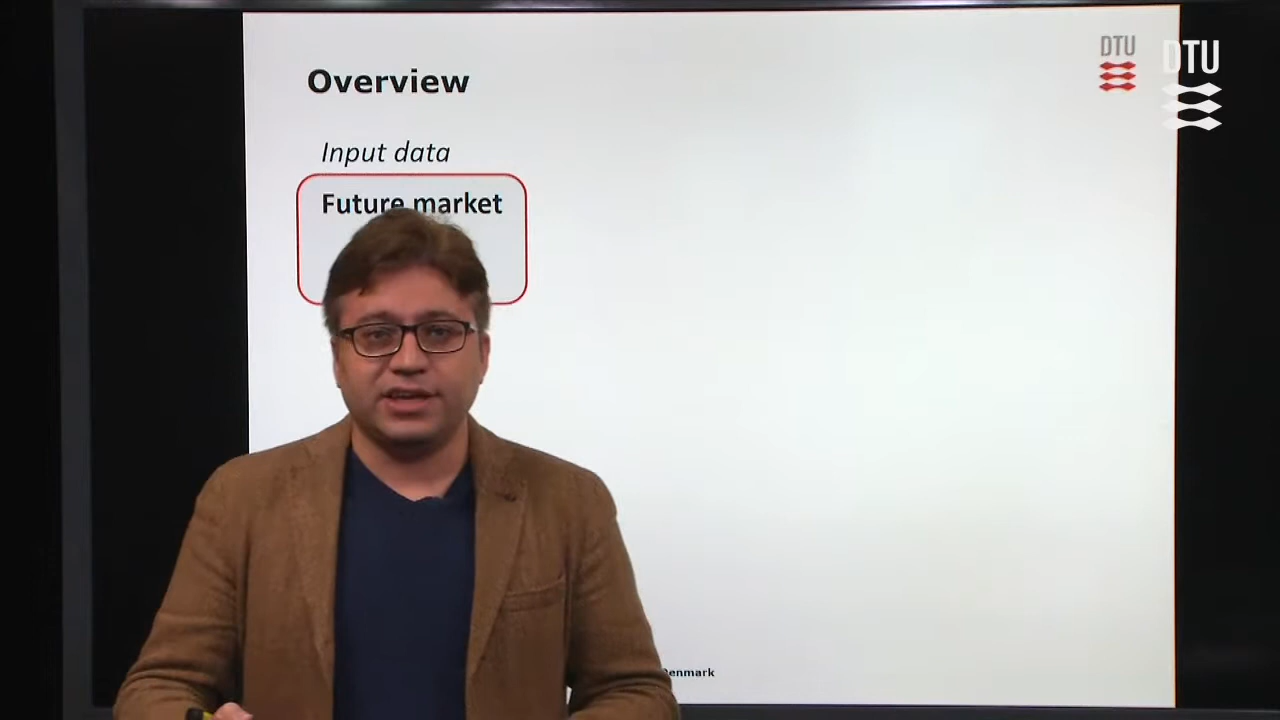 DTU
DTU
Overview
Input data
Future market
Denmark